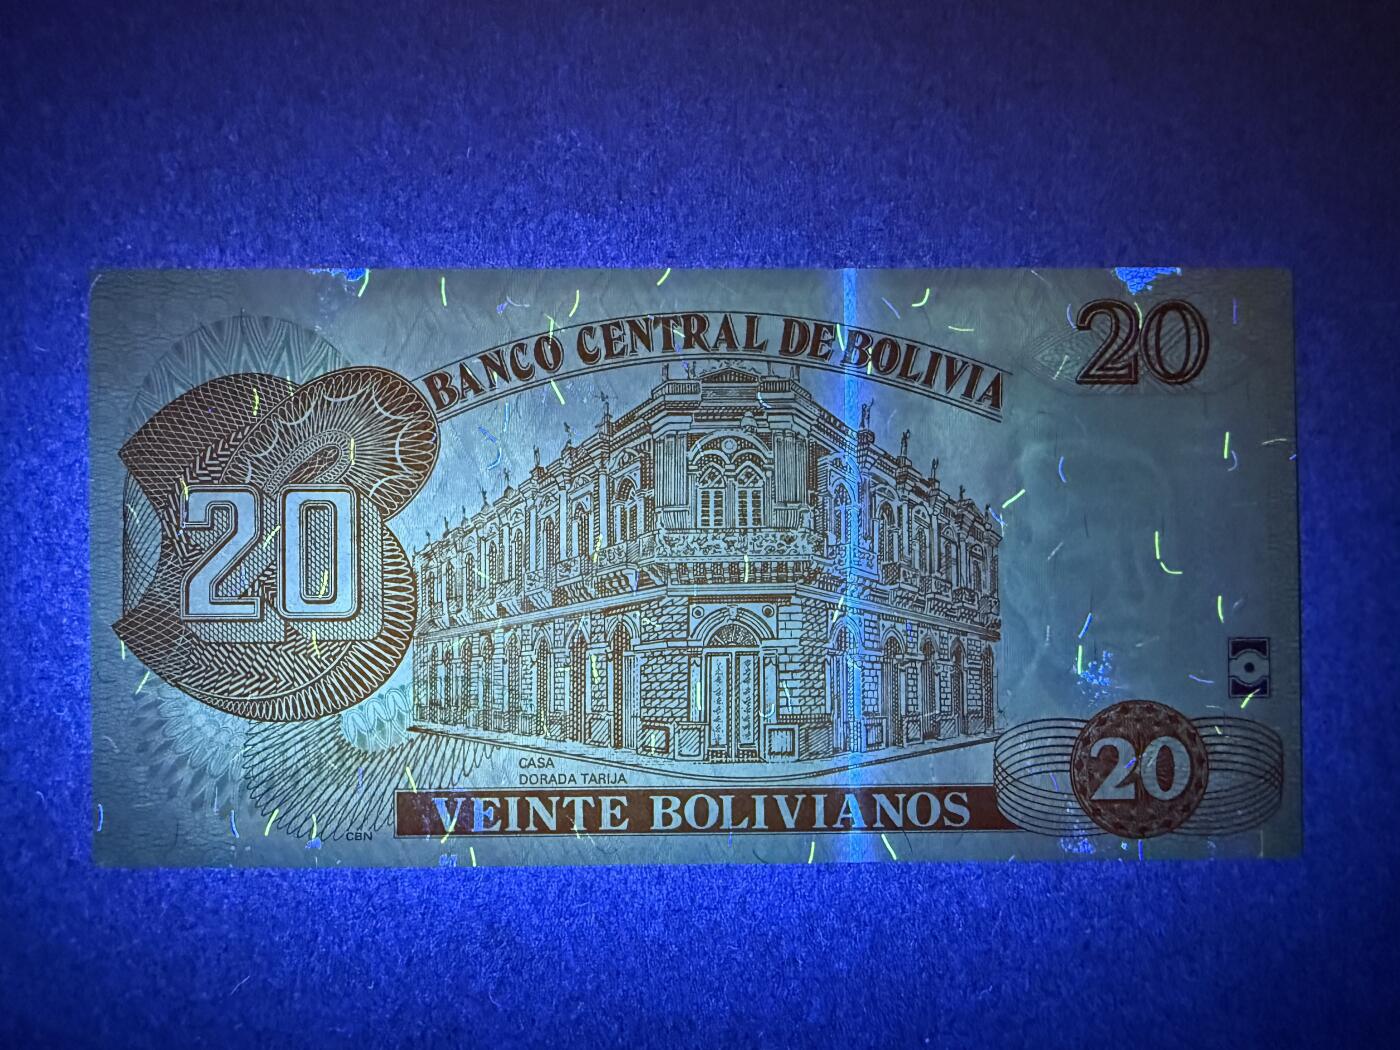 BANCO CENTRAL DE BOLIVIA
20
20
CASA
DORADA TARIJA
VEINTE BOLIVIANOS
20
CBN